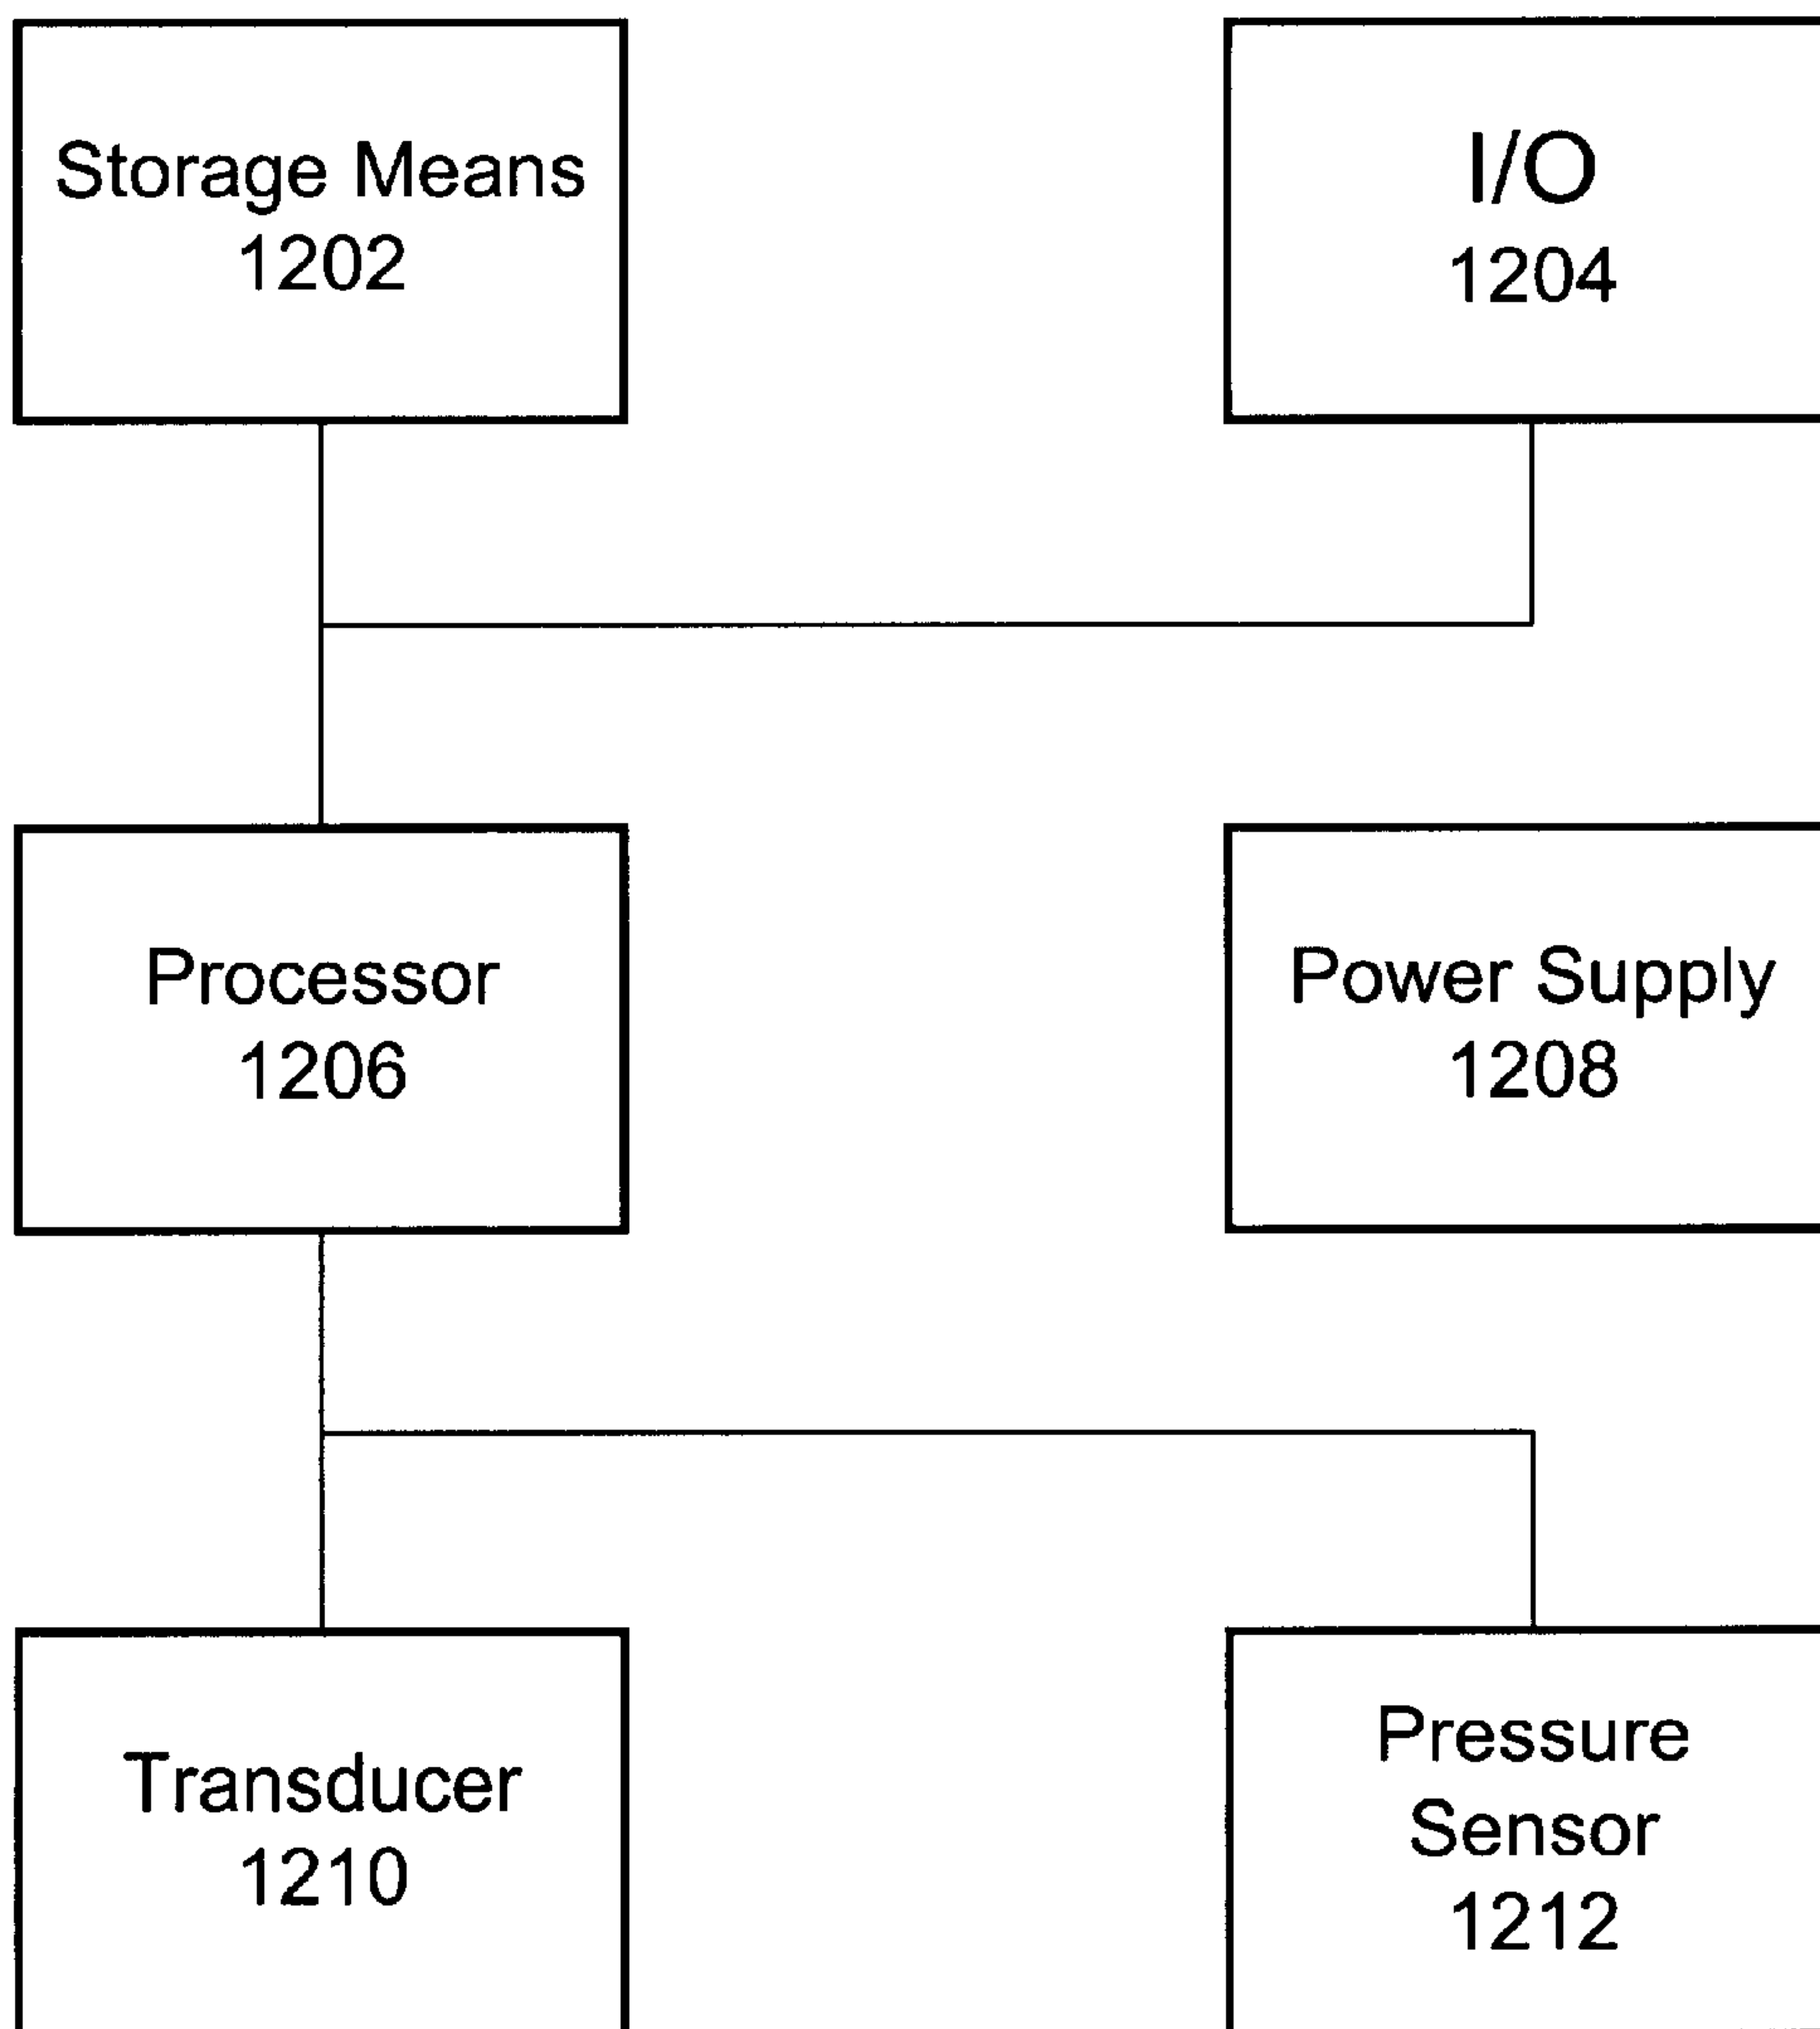 Storage Means
1202
I/O
1204
Processor
1206
Power Supply
1208
Transducer
1210
Pressure
Sensor
1212